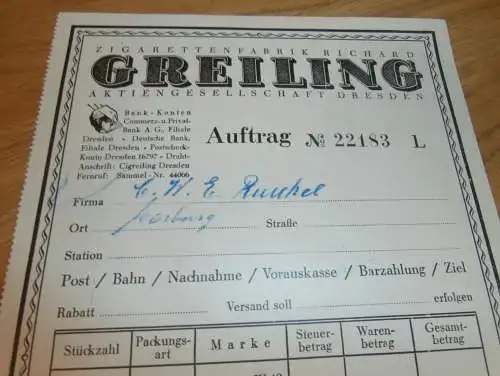 ZIGARETTENFABRIK RICHARD
GREILING
AKTIENGESELLSCHAFT DRESDEN
Bank-Konten
Commerz- u. Privat-
Bank A. G., Filiale
Dresden - Deutsche Bank,
Filiale Dresden - Postscheck-
Konto Dresden 16797 - Draht-
Anschrift: Cigreiling Dresden
Fernruf: Sammel-Nr. 44066
Auftrag № 22183 L
Firma C. W. E. Runkel
Ort Straße
Station
Post / Bahn / Nachnahme / Vorauskasse / Barzahlung / Ziel
Rabatt Versand soll erfolgen
Stückzahl Packungs-art Marke Steuer-betrag Waren-betrag Gesamt-betrag